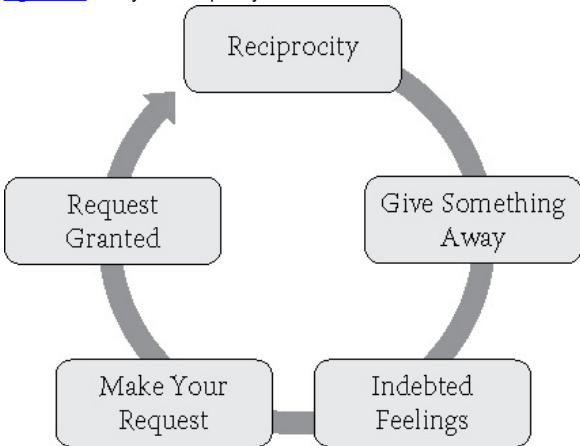 Reciprocity
Give Something
Away
Indebted
Feelings
Make Your
Request
Request
Granted